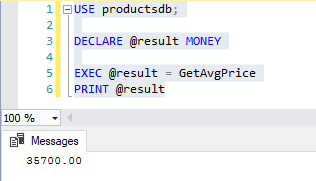 1 USE productsdb;
2
3 DECLARE @result MONEY
4
5 EXEC @result = GetAvgPrice
6 PRINT @result
100 %
Messages
35700.00